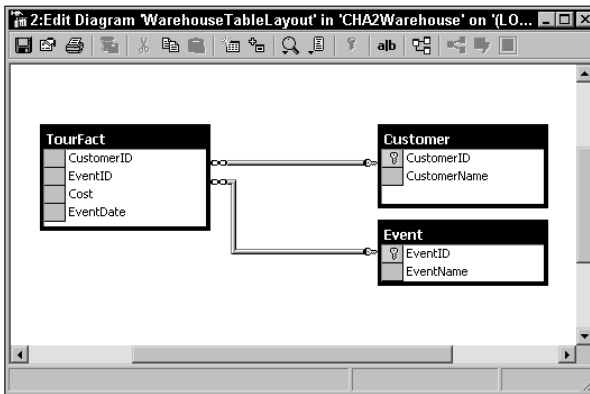 2:Edit Diagram 'WarehouseTableLayout' in 'CHA2Warehouse' on '(LO...
a|b
TourFact
CustomerID
EventID
Cost
EventDate
Customer
CustomerID
CustomerName
Event
EventID
EventName